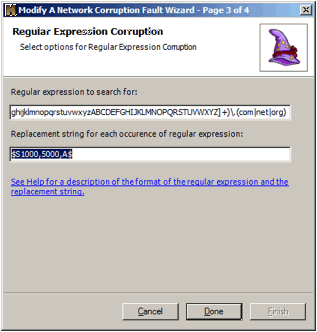 Modify A Network Corruption Fault Wizard - Page 3 of 4
Regular Expression Corruption
Select options for Regular Expression Corruption
Regular expression to search for:
ghijklmnopqrstuvwxyzABCDEFGHIJKLMNOPQRSTUVWXYZ]+)\.(com|net|org)
Replacement string for each occurence of regular expression:
$S1000,5000,A$
See Help for a description of the format of the regular expression and the
replacement string.
Cancel
Done
Finish